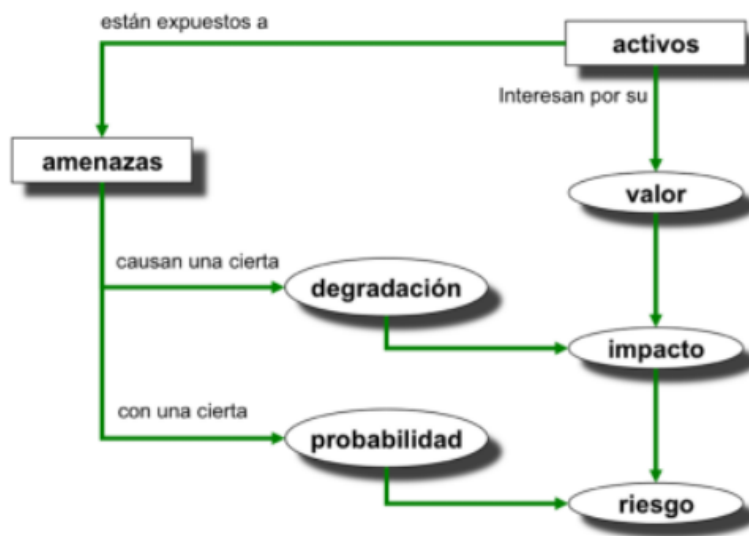 están expuestos a
activos
Interesan por su
amenazas
valor
causan una cierta
degradación
impacto
con una cierta
probabilidad
riesgo